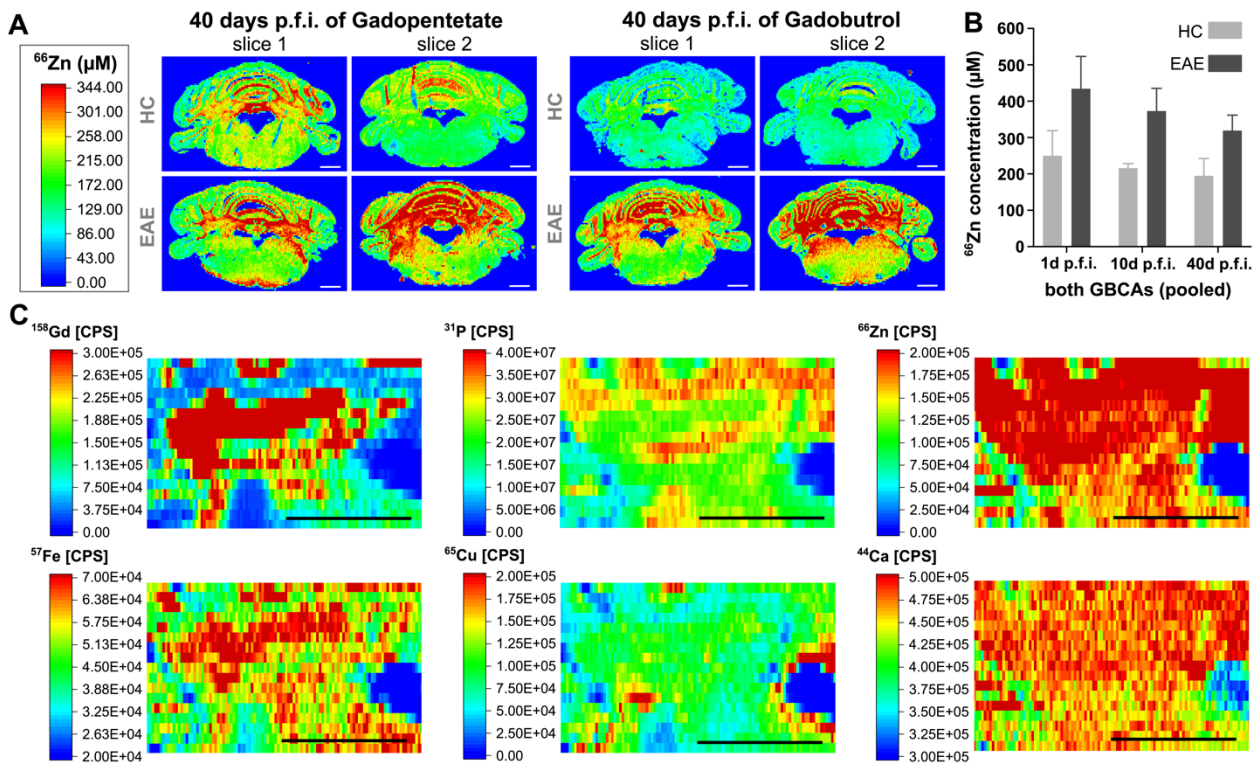 A
40 days p.f.i. of Gadopentetate
40 days p.f.i. of Gadobutrol
slice 1
slice 2
slice 1
slice 2
⁶⁶Zn (µM)
344.00
300.00
258.00
215.00
172.00
129.00
86.00
43.00
0.00
HC
EAE
HC
EAE
B
HC
EAE
⁶⁶Zn concentration (µM)
600
500
400
300
200
100
0
1d p.f.i.
10d p.f.i.
40d p.f.i.
both GBCAs (pooled)
C
¹⁵⁸Gd [CPS]
3.00E+05
2.63E+05
2.25E+05
1.88E+05
1.50E+05
1.13E+05
7.50E+04
3.75E+04
0.00
³¹P [CPS]
4.00E+07
3.50E+07
3.00E+07
2.50E+07
2.00E+07
1.50E+07
1.00E+07
5.00E+06
0.00
⁶⁶Zn [CPS]
2.00E+05
1.75E+05
1.50E+05
1.25E+05
1.00E+05
7.50E+04
5.00E+04
2.50E+04
0.00
⁵⁷Fe [CPS]
7.00E+04
6.38E+04
5.75E+04
5.13E+04
4.50E+04
3.88E+04
3.25E+04
2.63E+04
2.00E+04
⁶⁵Cu [CPS]
2.00E+05
1.75E+05
1.50E+05
1.25E+05
1.00E+05
7.50E+04
5.00E+04
2.50E+04
0.00
⁴⁴Ca [CPS]
5.00E+05
4.75E+05
4.50E+05
4.25E+05
4.00E+05
3.75E+05
3.50E+05
3.25E+05
3.00E+05